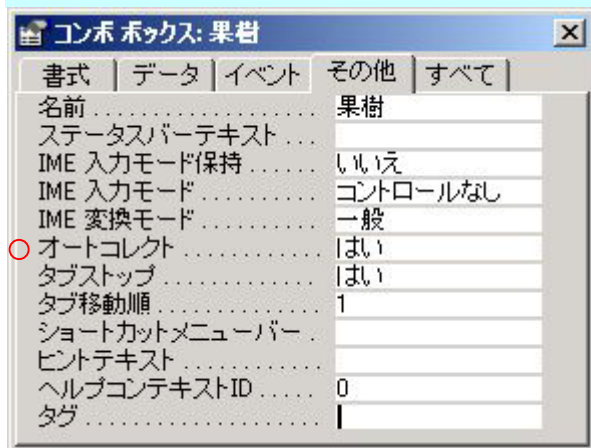 コンボ ボックス: 果樹
書式 データ イベント その他 すべて
名前 . . . . . . . . . . . . . . . . . . . . 果樹
ステータスバーテキスト . . .
IME 入力モード保持 . . . . . . いいえ
IME 入力モード . . . . . . . . . . コントロールなし
IME 変換モード . . . . . . . . . . 一般
オートコレクト . . . . . . . . . . . . はい
タブストップ . . . . . . . . . . . . . はい
タブ移動順 . . . . . . . . . . . . . . 1
ショートカットメニューバー .
ヒントテキスト . . . . . . . . . . . .
ヘルプコンテキストID . . . . . 0
タグ . . . . . . . . . . . . . . . . . . . .